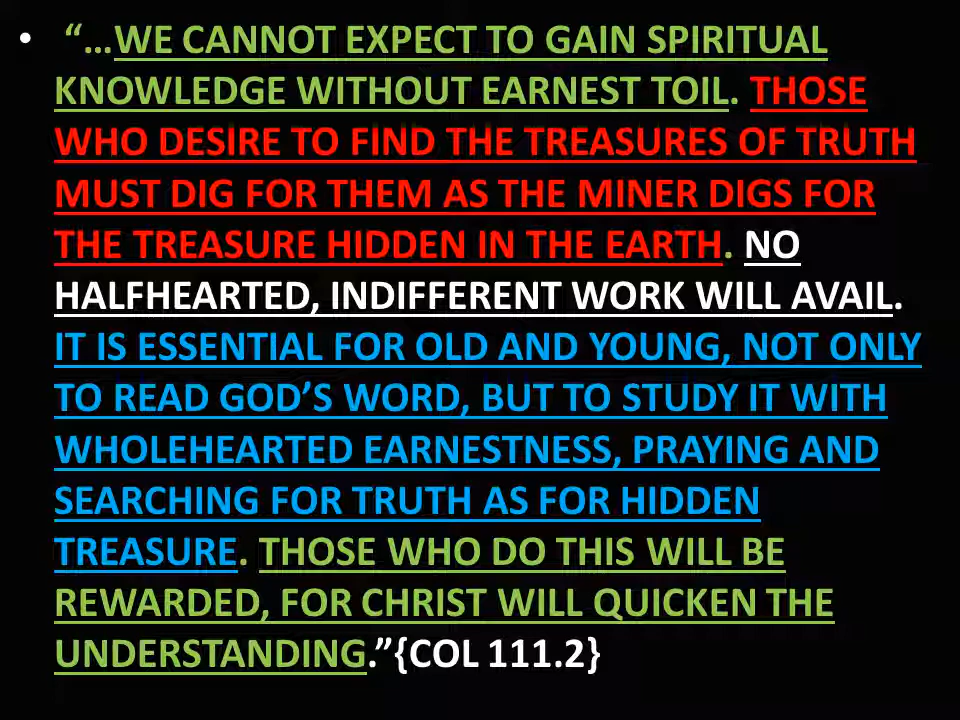 • “…WE CANNOT EXPECT TO GAIN SPIRITUAL
KNOWLEDGE WITHOUT EARNEST TOIL. THOSE
WHO DESIRE TO FIND THE TREASURES OF TRUTH
MUST DIG FOR THEM AS THE MINER DIGS FOR
THE TREASURE HIDDEN IN THE EARTH. NO
HALFHEARTED, INDIFFERENT WORK WILL AVAIL.
IT IS ESSENTIAL FOR OLD AND YOUNG, NOT ONLY
TO READ GOD’S WORD, BUT TO STUDY IT WITH
WHOLEHEARTED EARNESTNESS, PRAYING AND
SEARCHING FOR TRUTH AS FOR HIDDEN
TREASURE. THOSE WHO DO THIS WILL BE
REWARDED, FOR CHRIST WILL QUICKEN THE
UNDERSTANDING.”{COL 111.2}